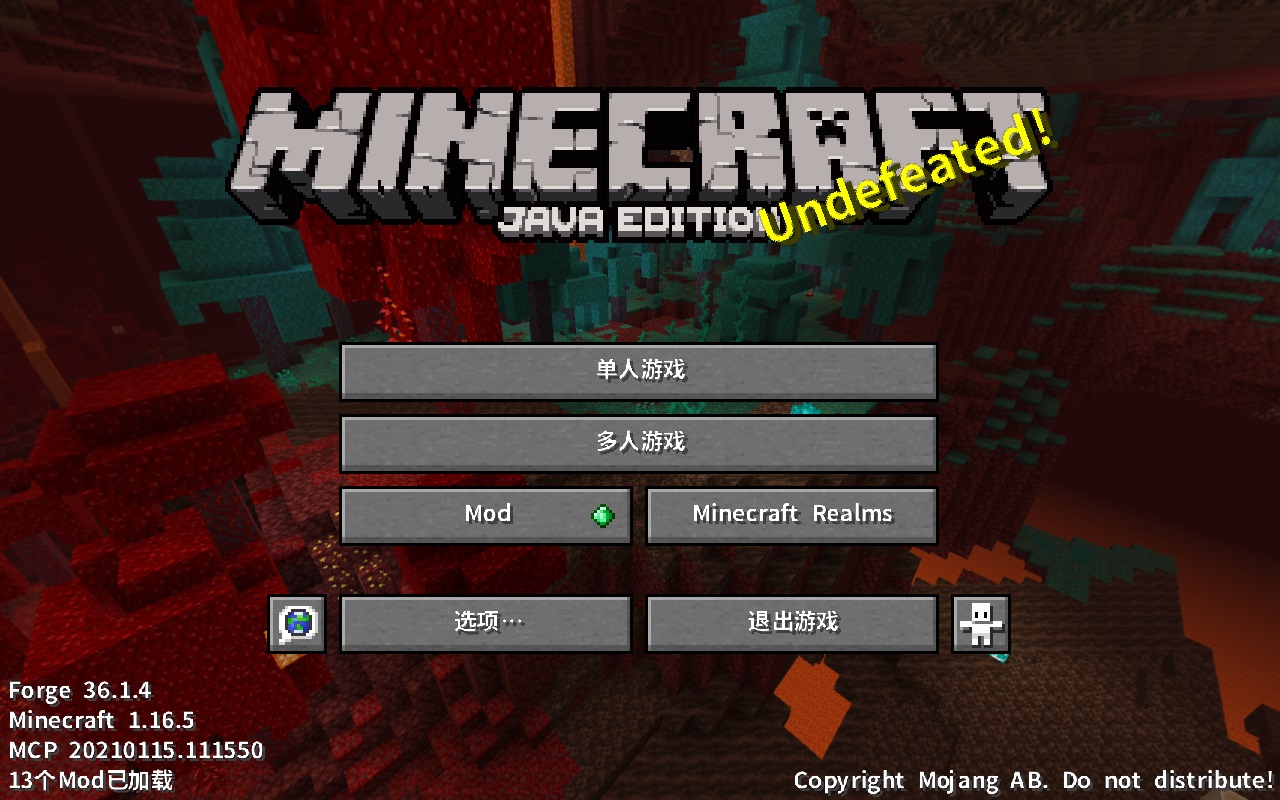 MINECRAFT
JAVA EDITION
Undefeated!
单人游戏
多人游戏
Mod
Minecraft Realms
选项…
退出游戏
Forge 36.1.4
Minecraft 1.16.5
MCP 20210115.111550
13个Mod已加载
Copyright Mojang AB. Do not distribute!